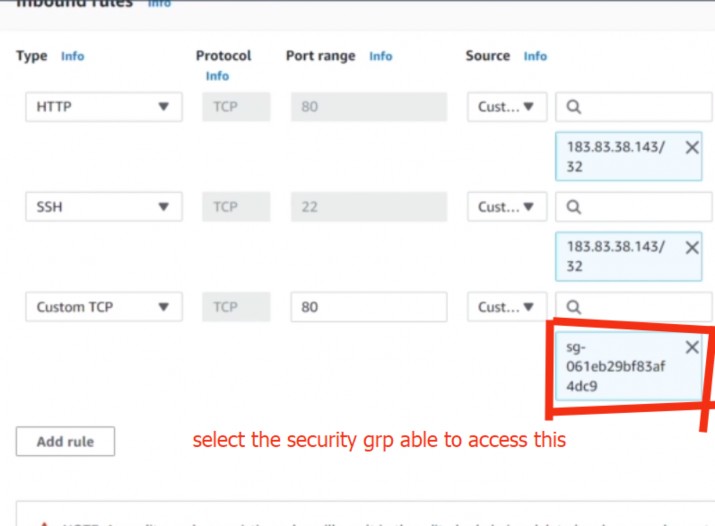 Inbound rules Info
Type Info Protocol Info Port range Info Source Info
HTTP TCP 80 Cust...
183.83.38.143/
32
SSH TCP 22 Cust...
183.83.38.143/
32
Custom TCP TCP 80 Cust...
sg-
061eb29bf83af
4dc9
Add rule
select the security grp able to access this